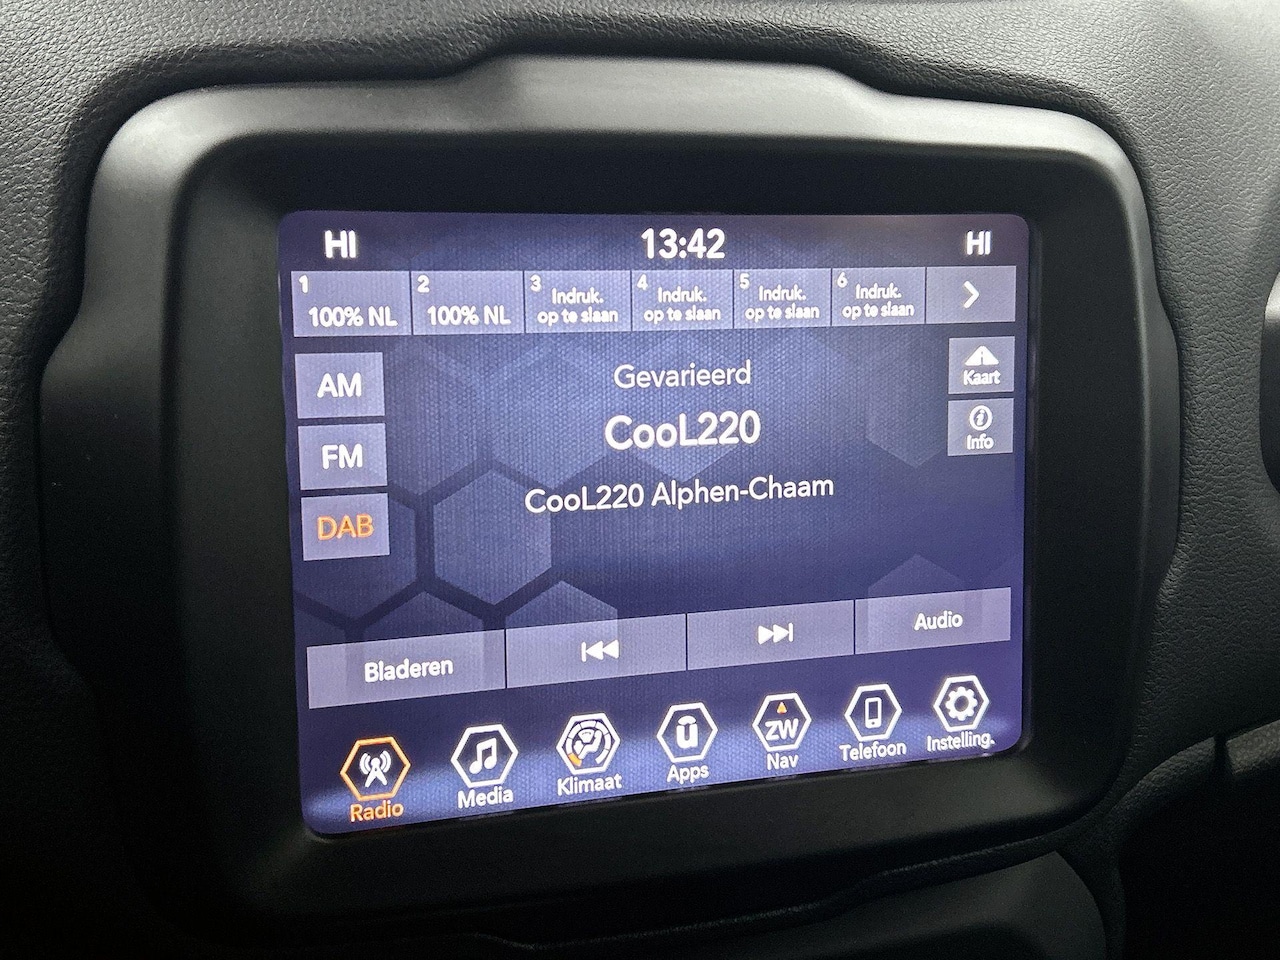 HI 13:42 HI
1 100% NL
2 100% NL
3 Indruk.
op te slaan
4 Indruk.
op te slaan
5 Indruk.
op te slaan
6 Indruk.
op te slaan
AM
FM
DAB
Gevarieerd
CooL220
CooL220 Alphen-Chaam
Kaart
Info
Bladeren
Audio
Radio
Media
Klimaat
ü
Apps
ZW
Nav
Telefoon
Instelling.